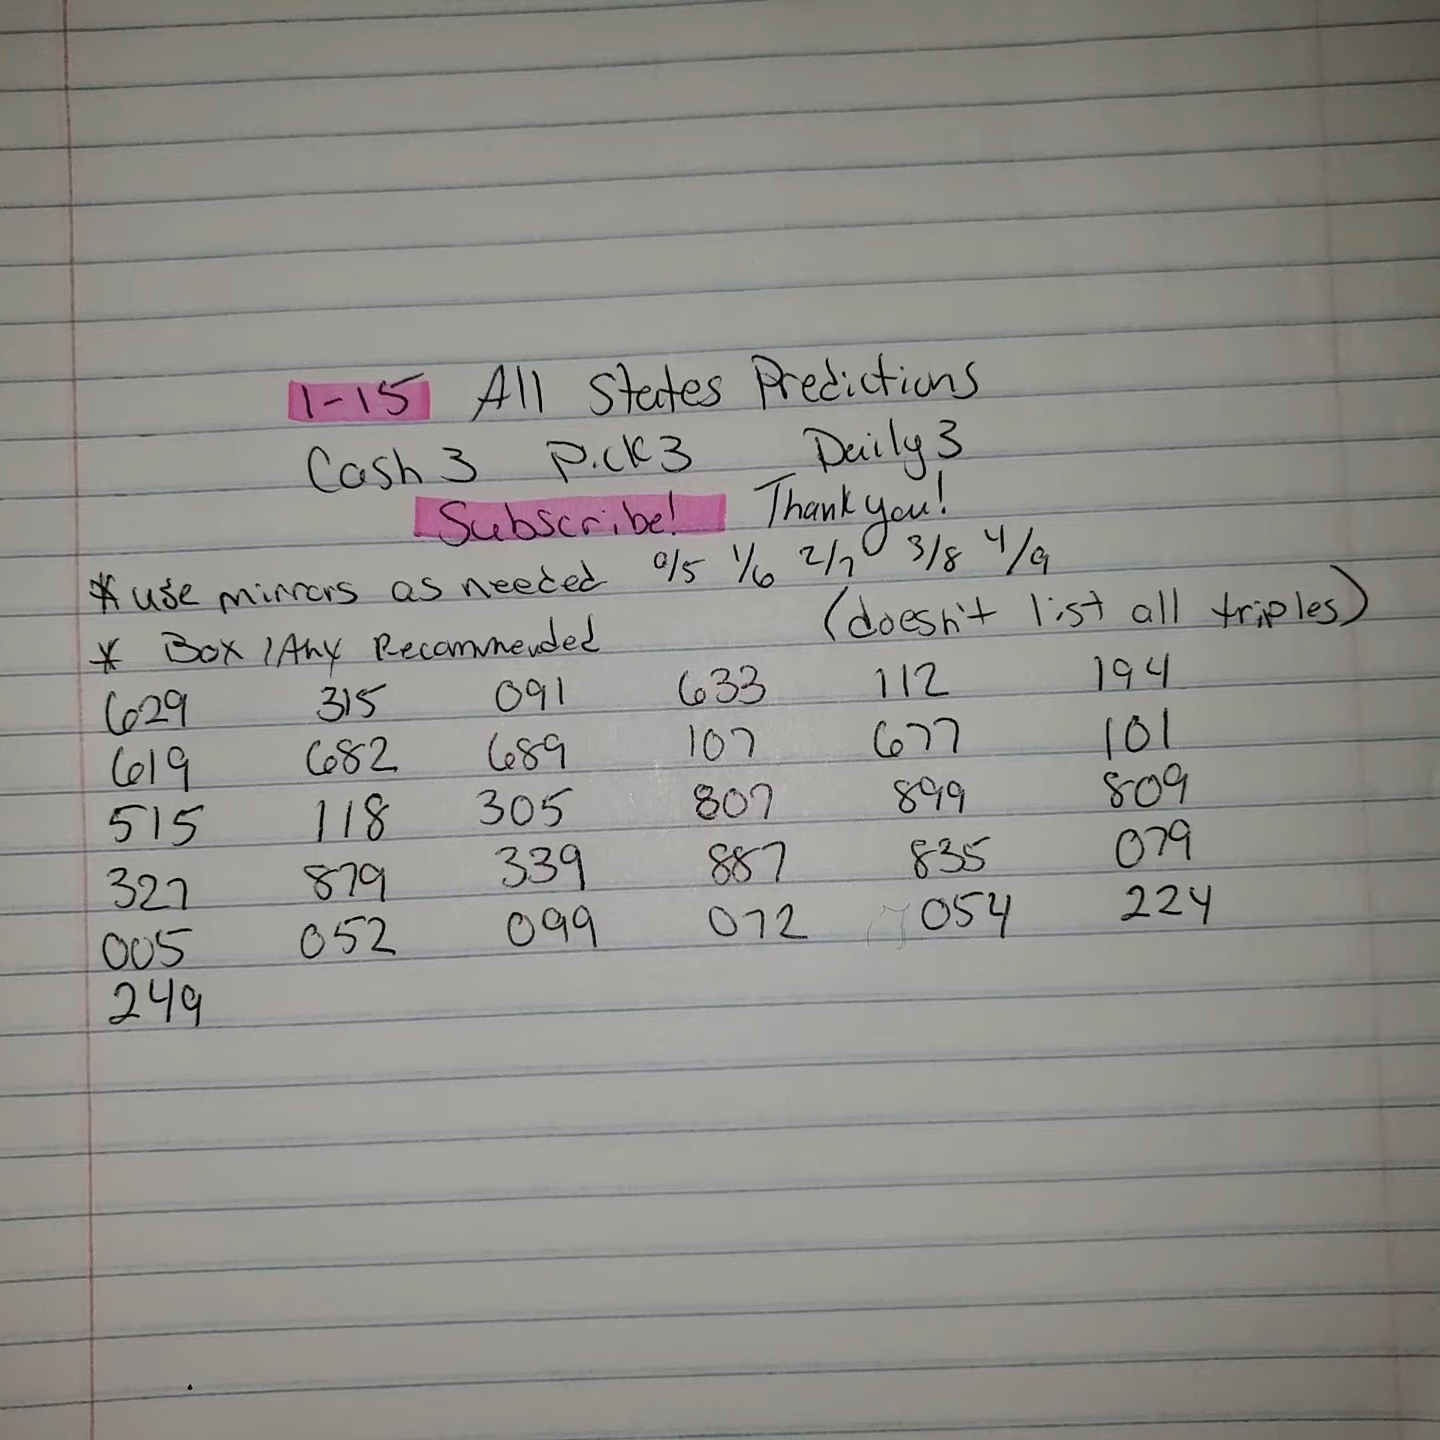 1-15 All States Predictions
Cash 3 Pick 3 Daily 3
Subscribe! Thank you!
* use mirrors as needed 0/5 1/6 2/7 3/8 4/9
* Box / Any Recommended (doesn't list all triples)
629 315 091 633 112 194
619 682 689 107 677 101
515 118 305 807 899 809
327 879 339 887 835 079
005 052 099 072 054 224
249